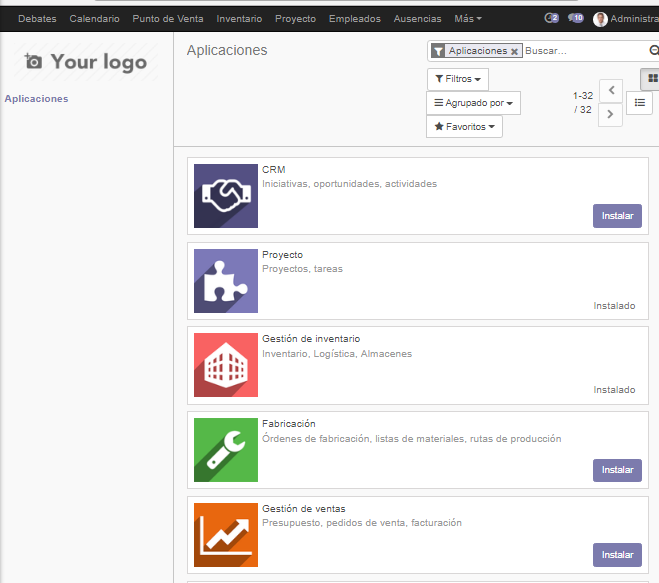 Debates Calendario Punto de Venta Inventario Proyecto Empleados Ausencias Más 2 10 Administra
Your logo
Aplicaciones
Aplicaciones
Aplicaciones x Buscar...
Filtros
Agrupado por
Favoritos
1-32
/ 32
CRM
Iniciativas, oportunidades, actividades
Instalar
Proyecto
Proyectos, tareas
Instalado
Gestión de inventario
Inventario, Logística, Almacenes
Instalado
Fabricación
Órdenes de fabricación, listas de materiales, rutas de producción
Instalar
Gestión de ventas
Presupuesto, pedidos de venta, facturación
Instalar